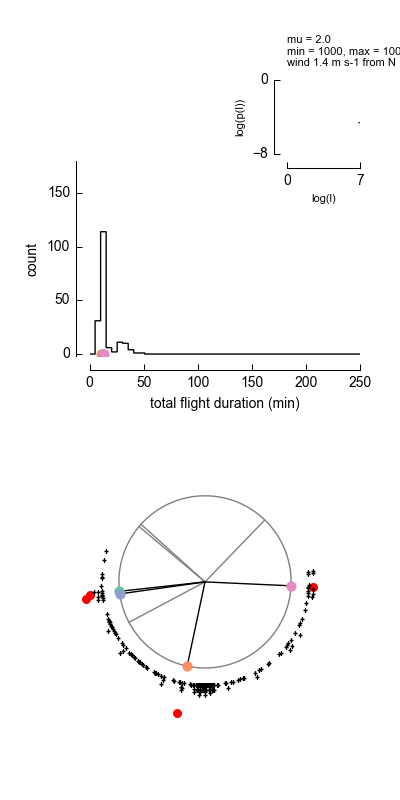 mu = 2.0
min = 1000, max = 100
wind 1.4 m s-1 from N
0
log(p(l))
−8
0
7
log(l)
150
count
100
50
0
0
50
100
150
200
250
total flight duration (min)